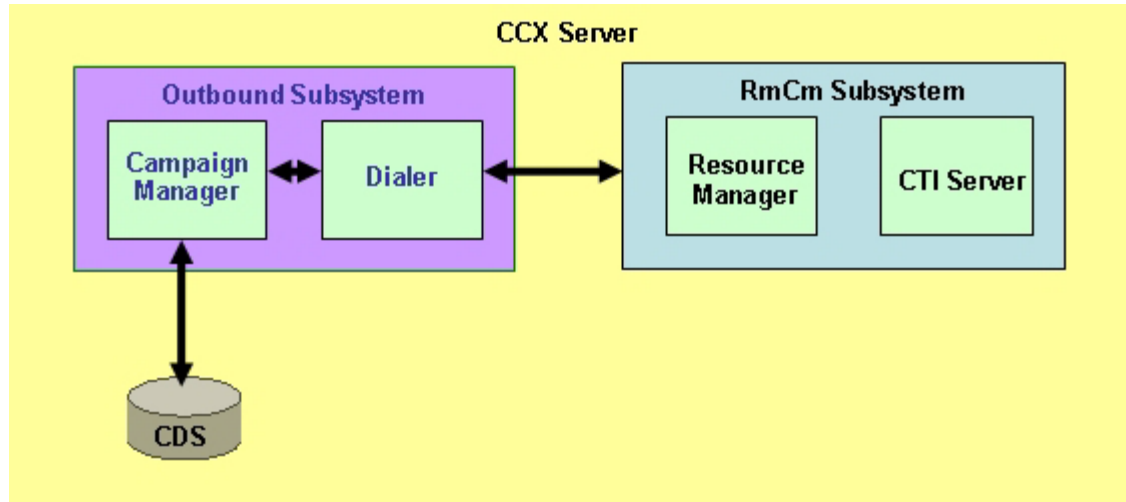 CCX Server
Outbound Subsystem
Campaign
Manager
Dialer
RmCm Subsystem
Resource
Manager
CTI Server
CDS